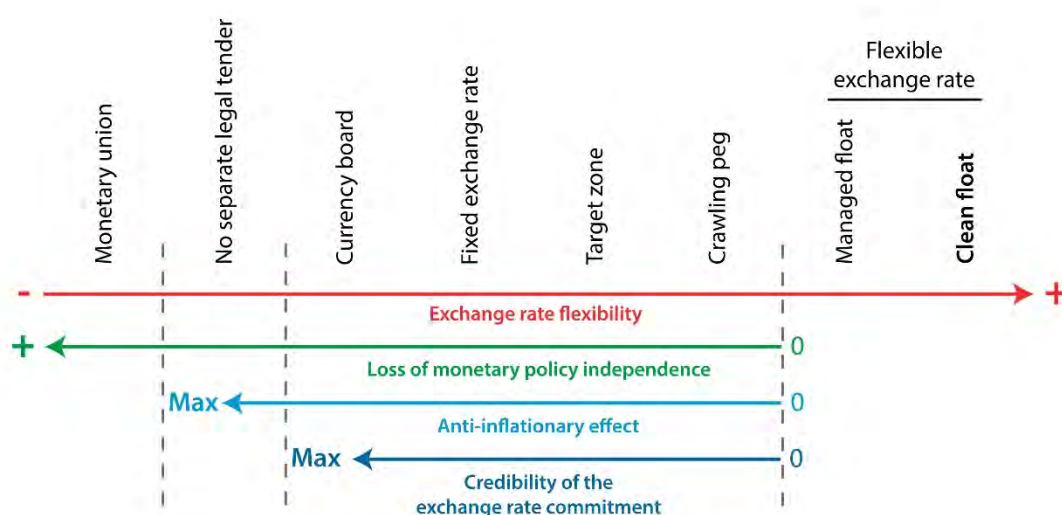 Flexible
exchange rate
Monetary union
No separate legal tender
Currency board
Fixed exchange rate
Target zone
Crawling peg
Managed float
Clean float
- +
Exchange rate flexibility
+ 0
Loss of monetary policy independence
Max 0
Anti-inflationary effect
Max 0
Credibility of the
exchange rate commitment